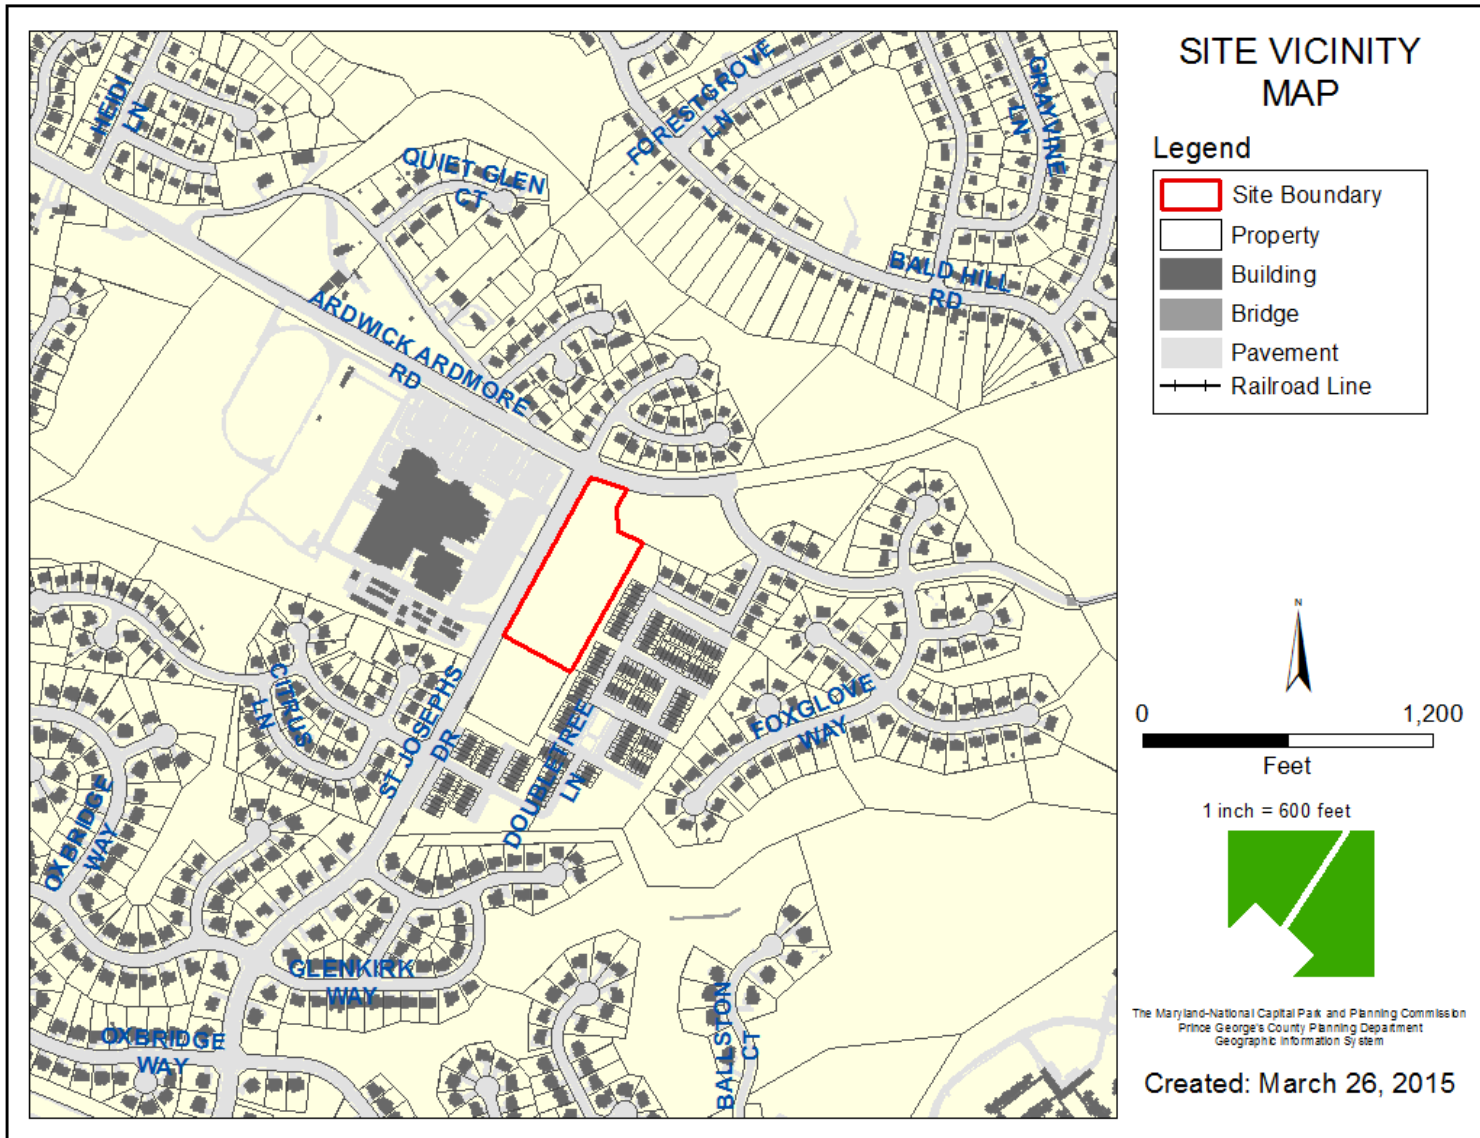 SITE VICINITY
MAP
Legend
Site Boundary
Property
Building
Bridge
Pavement
Railroad Line
N
0 1,200
Feet
1 inch = 600 feet
The Maryland-National Capital Park and Planning Commission
Prince George's County Planning Department
Geographic Information System
Created: March 26, 2015
HEIDI
LN
QUIET GLEN
CT
FORESTGROVE
LN
GRAYVINE
LN
BALD HILL
RD
ARDWICK ARDMORE
RD
CITRUS
LN
ST JOSEPHS
DR
DOUBLETREE
LN
FOXGLOVE
WAY
OXBRIDGE
WAY
GLENKIRK
WAY
OXBRIDGE
WAY
BALLSTON
CT